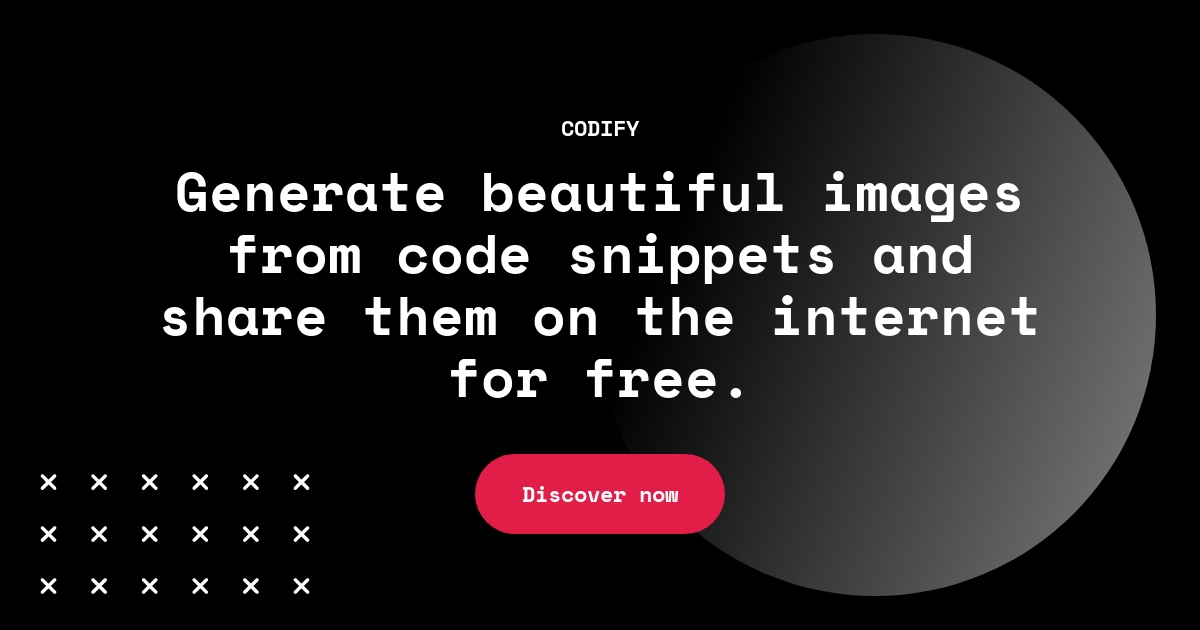 CODIFY
Generate beautiful images
from code snippets and
share them on the internet
for free.
Discover now